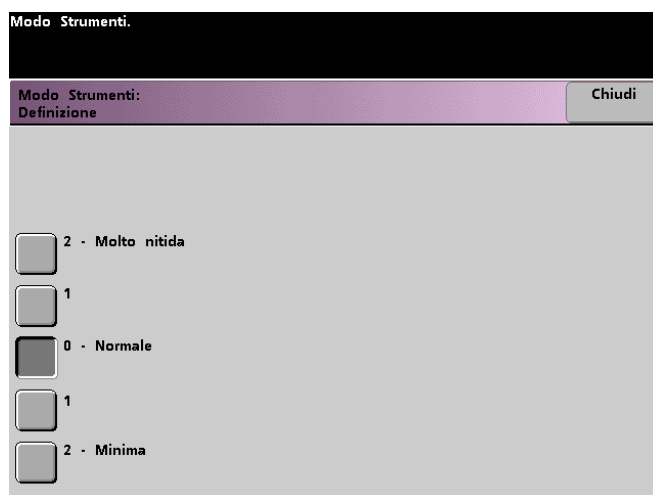 Modo Strumenti.
Modo Strumenti:
Definizione
Chiudi
2 - Molto nitida
1
0 - Normale
1
2 - Minima